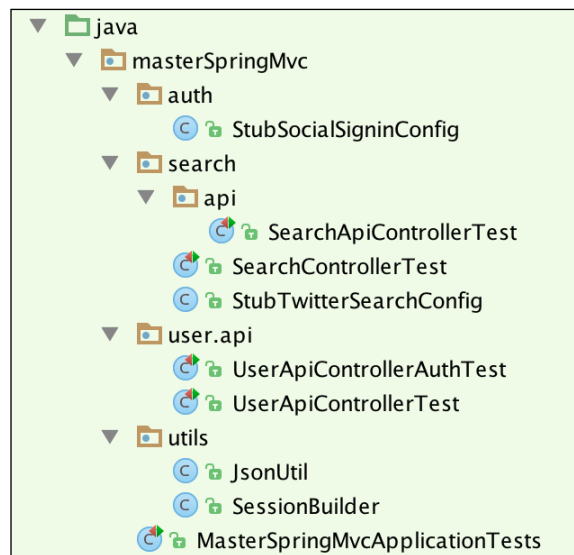 java
masterSpringMvc
auth
StubSocialSigninConfig
search
api
SearchApiControllerTest
SearchControllerTest
StubTwitterSearchConfig
user.api
UserApiControllerAuthTest
UserApiControllerTest
utils
JsonUtil
SessionBuilder
MasterSpringMvcApplicationTests